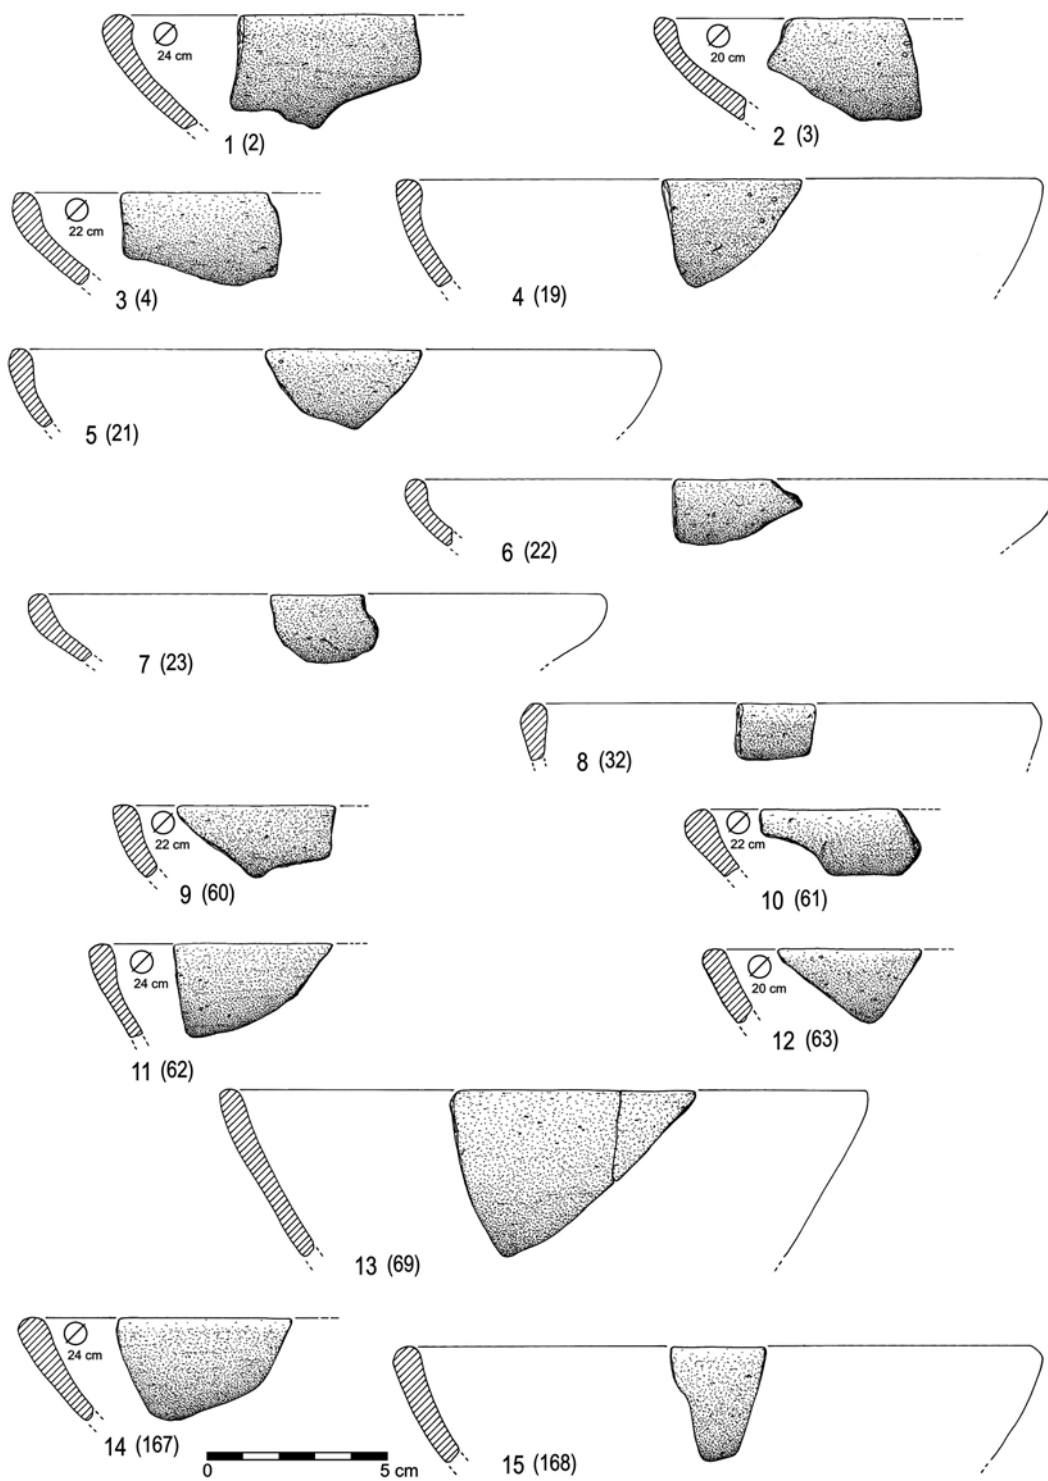 24 cm
1 (2)
20 cm
2 (3)
22 cm
3 (4)
4 (19)
5 (21)
6 (22)
7 (23)
8 (32)
22 cm
9 (60)
22 cm
10 (61)
24 cm
11 (62)
20 cm
12 (63)
13 (69)
24 cm
14 (167)
0 5 cm
15 (168)